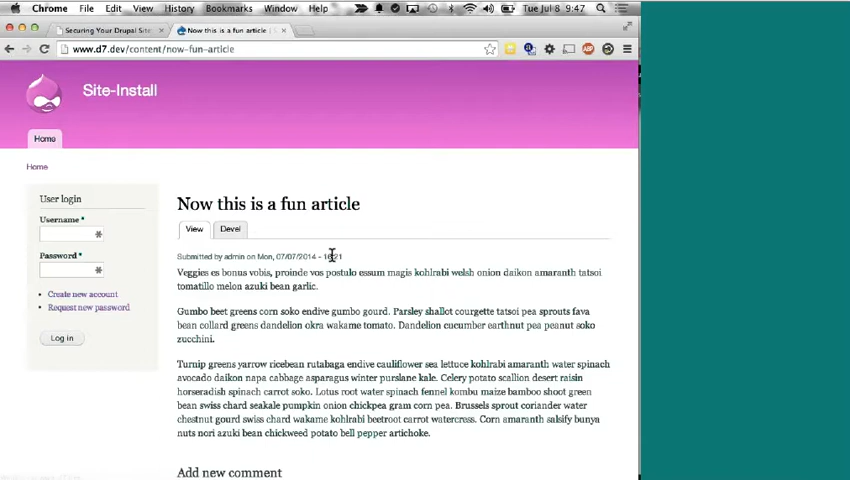 Chrome File Edit View History Bookmarks Window Help Tue Jul 8 9:47
Securing Your Drupal Site Now this is a fun article
www.d7.dev/content/now-fun-article
Site-Install
Home
Home
User login
Username *
Password *
Create new account
Request new password
Log in
Now this is a fun article
View Devel
Submitted by admin on Mon, 07/07/2014 - 16:21
Veggies es bonus vobis, proinde vos postulo essum magis kohlrabi welsh onion daikon amaranth tatsoi
tomatillo melon azuki bean garlic.
Gumbo beet greens corn soko endive gumbo gourd. Parsley shallot courgette tatsoi pea sprouts fava
bean collard greens dandelion okra wakame tomato. Dandelion cucumber earthnut pea peanut soko
zucchini.
Turnip greens yarrow ricebean rutabaga endive cauliflower sea lettuce kohlrabi amaranth water spinach
avocado daikon napa cabbage asparagus winter purslane kale. Celery potato scallion desert raisin
horseradish spinach carrot soko. Lotus root water spinach fennel kombu maize bamboo shoot green
bean swiss chard seakale pumpkin onion chickpea gram corn pea. Brussels sprout coriander water
chestnut gourd swiss chard wakame kohlrabi beetroot carrot watercress. Corn amaranth salsify bunya
nuts nori azuki bean chickweed potato bell pepper artichoke.
Add new comment